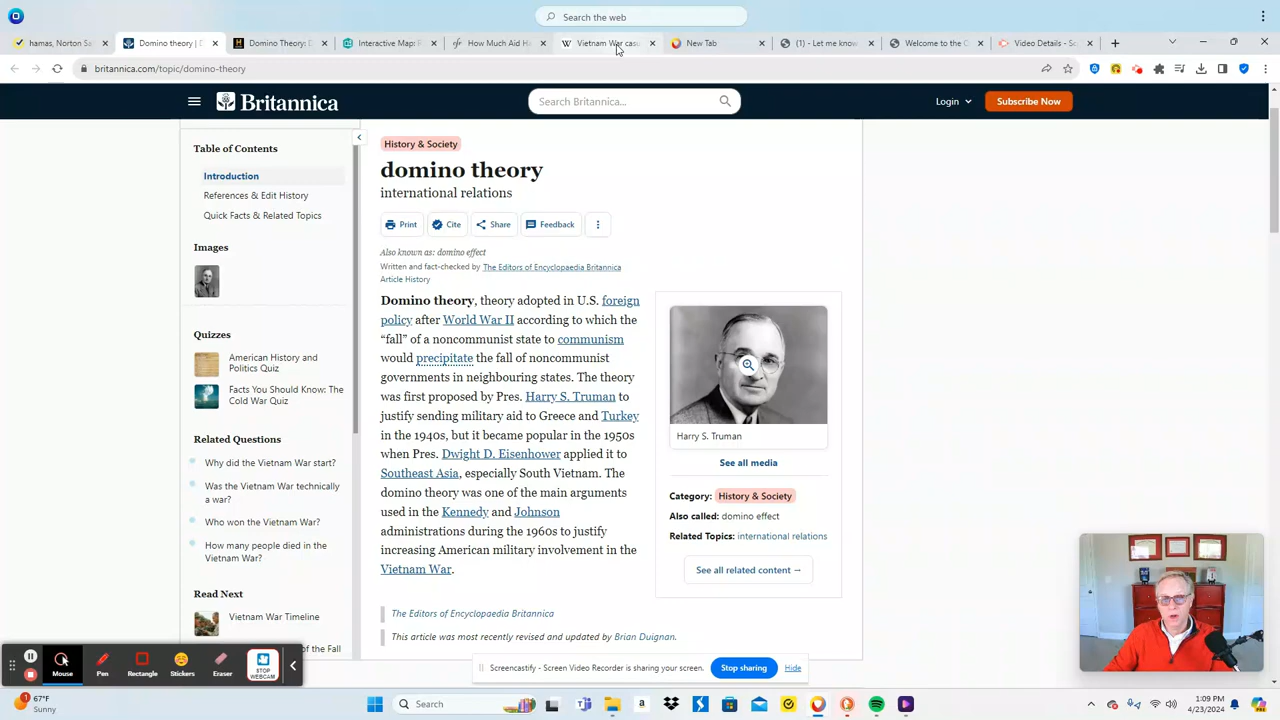 Search the web
hamas, Norton Sa
Domino theory | D
Domino Theory: D
Interactive Maps R
How Much Aid H
Vietnam War casu
New Tab
(1) - Let me know
Welcome to the C
Video Details - Sc
britannica.com/topic/domino-theory
Britannica
Search Britannica...
Login
Subscribe Now
Table of Contents
Introduction
References & Edit History
Quick Facts & Related Topics
Images
Quizzes
American History and
Politics Quiz
Facts You Should Know: The
Cold War Quiz
Related Questions
Why did the Vietnam War start?
Was the Vietnam War technically
a war?
Who won the Vietnam War?
How many people died in the
Vietnam War?
Read Next
Vietnam War Timeline
of the Fall
History & Society
domino theory
international relations
Print
Cite
Share
Feedback
Also known as: domino effect
Written and fact-checked by The Editors of Encyclopaedia Britannica
Article History
Domino theory, theory adopted in U.S. foreign
policy after World War II according to which the
“fall” of a noncommunist state to communism
would precipitate the fall of noncommunist
governments in neighbouring states. The theory
was first proposed by Pres. Harry S. Truman to
justify sending military aid to Greece and Turkey
in the 1940s, but it became popular in the 1950s
when Pres. Dwight D. Eisenhower applied it to
Southeast Asia, especially South Vietnam. The
domino theory was one of the main arguments
used in the Kennedy and Johnson
administrations during the 1960s to justify
increasing American military involvement in the
Vietnam War.
The Editors of Encyclopaedia Britannica
This article was most recently revised and updated by Brian Duignan.
Harry S. Truman
See all media
Category: History & Society
Also called: domino effect
Related Topics: international relations
See all related content →
Mouse
Pen
Rectangle
Stickers
Eraser
STOP
WEBCAM
Screencastify - Screen Video Recorder is sharing your screen.
Stop sharing
Hide
67°F
Sunny
Search
1:09 PM
4/23/2024